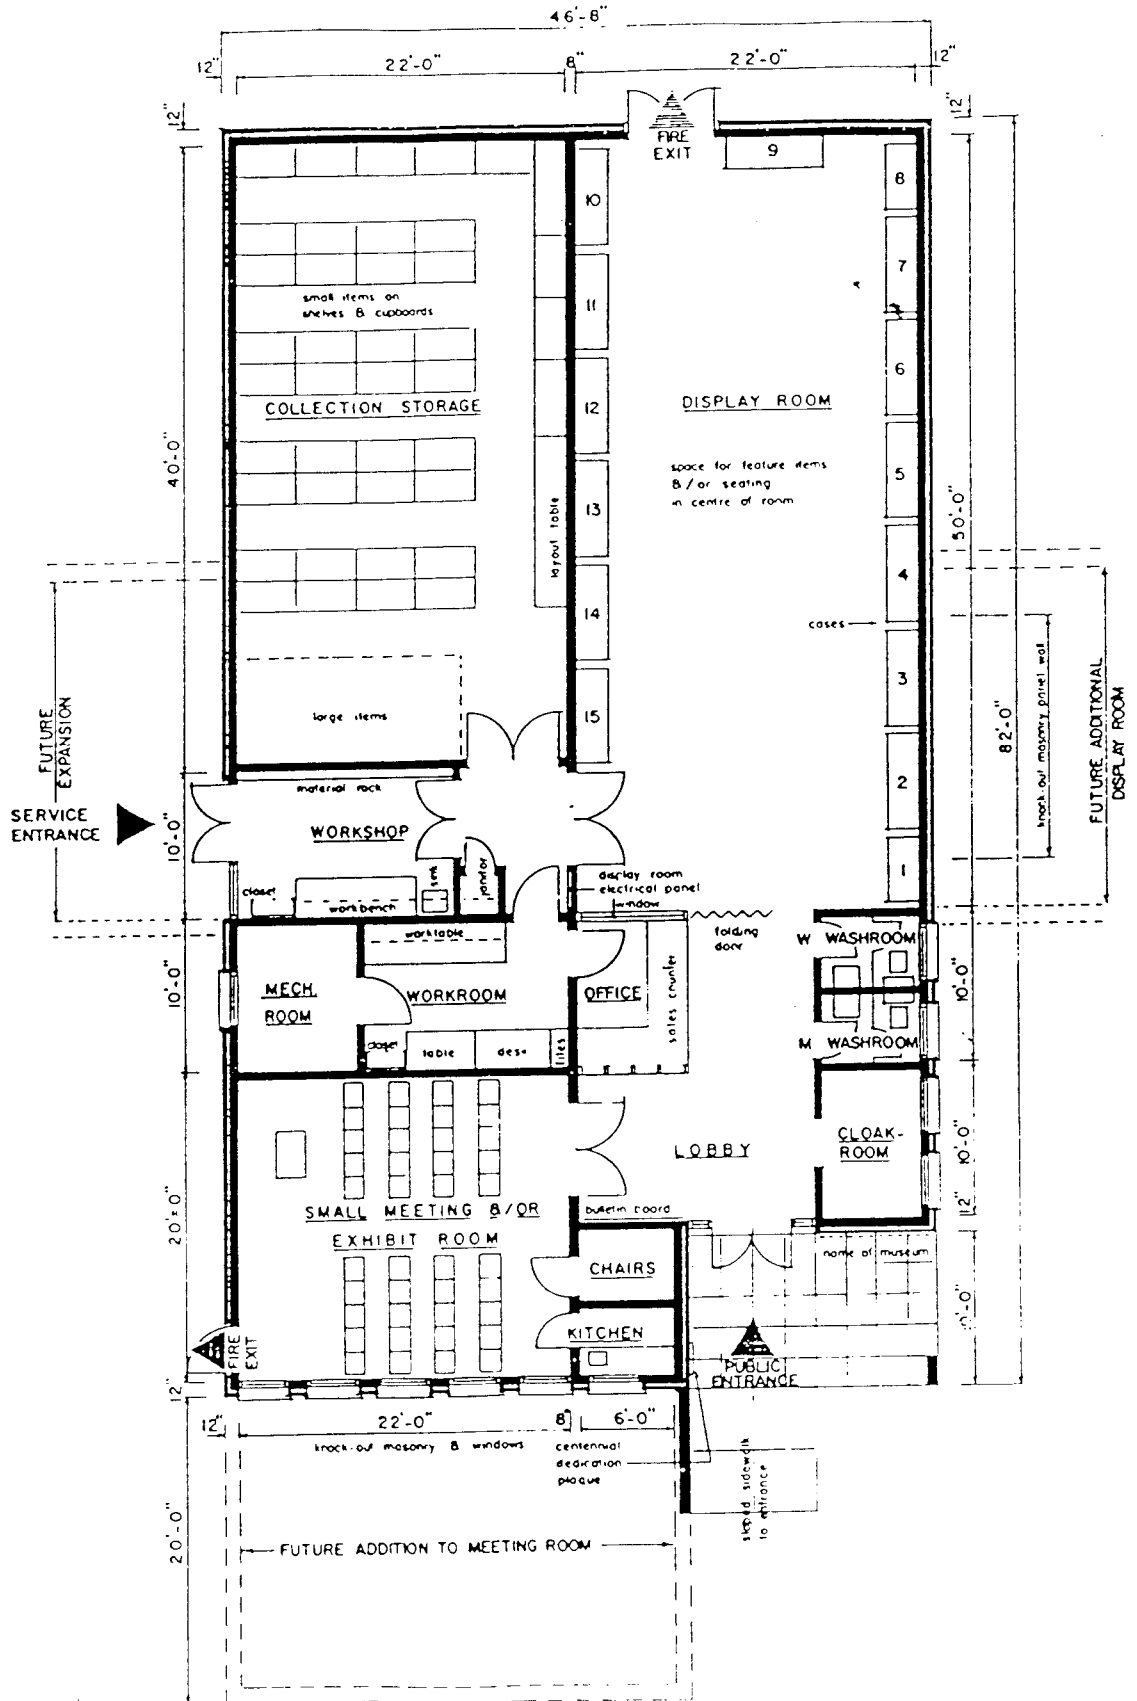 46'-8"
12"
22'-0"
8"
22'-0"
12"
12"
12"
FIRE
EXIT
9
8
10
7
11
small items on
shelves & cupboards
6
12
COLLECTION STORAGE
DISPLAY ROOM
space for feature items
&/or seating
in centre of room
5
13
layout table
40'-0"
50'-0"
4
14
cases
3
15
large items
FUTURE
EXPANSION
82'-0"
knock-out masonry panel wall
FUTURE ADDITIONAL
DISPLAY ROOM
2
material rack
SERVICE
ENTRANCE
10'-0"
WORKSHOP
sink
janitor
1
closet
workbench
display room
electrical panel
window
folding
door
worktable
W WASHROOM
10'-0"
MECH.
ROOM
WORKROOM
OFFICE
sales counter
10'-0"
closet
table
desk
files
M WASHROOM
LOBBY
CLOAK-
ROOM
10'-0"
12"
20'-0"
SMALL MEETING &/OR
EXHIBIT ROOM
bulletin board
name of museum
CHAIRS
KITCHEN
10'-0"
FIRE
EXIT
PUBLIC
ENTRANCE
12"
12"
22'-0"
8"
6'-0"
knock-out masonry & windows
centennial
dedication
plaque
sloped sidewalk
to entrance
20'-0"
FUTURE ADDITION TO MEETING ROOM